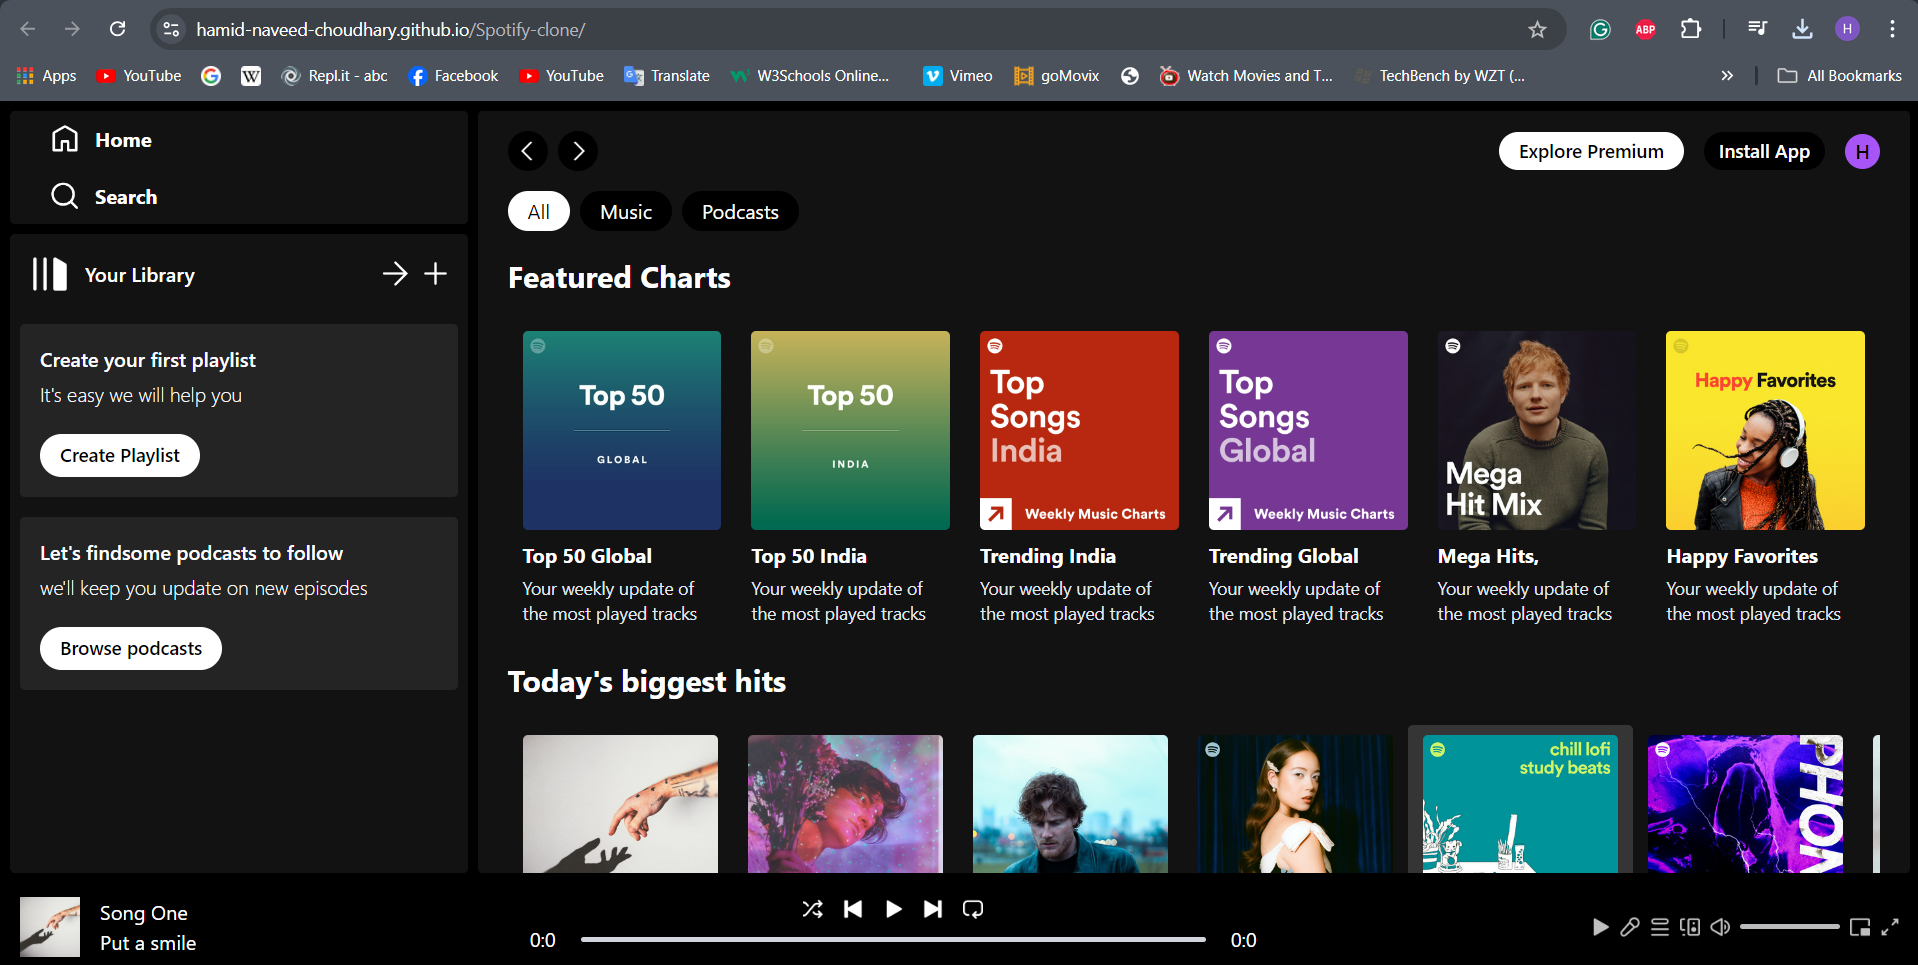 hamid-naveed-choudhary.github.io/Spotify-clone/
ABP
H
Apps
YouTube
Repl.it - abc
Facebook
YouTube
Translate
W3Schools Online...
Vimeo
goMovix
Watch Movies and T...
TechBench by WZT (...
All Bookmarks
Home
Search
Your Library
Create your first playlist
It's easy we will help you
Create Playlist
Let's findsome podcasts to follow
we'll keep you update on new episodes
Browse podcasts
Explore Premium
Install App
H
All
Music
Podcasts
Featured Charts
Top 50
GLOBAL
Top 50
INDIA
Top
Songs
India
Weekly Music Charts
Top
Songs
Global
Weekly Music Charts
Mega
Hit Mix
Happy Favorites
Top 50 Global
Your weekly update of
the most played tracks
Top 50 India
Your weekly update of
the most played tracks
Trending India
Your weekly update of
the most played tracks
Trending Global
Your weekly update of
the most played tracks
Mega Hits,
Your weekly update of
the most played tracks
Happy Favorites
Your weekly update of
the most played tracks
Today's biggest hits
chill lofi
study beats
Song One
Put a smile
0:0
0:0